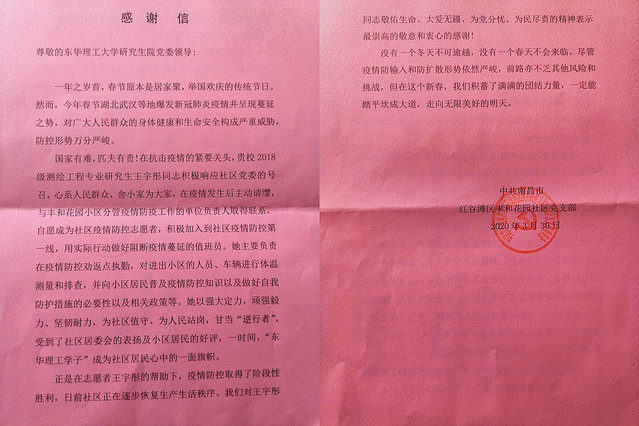 感 谢 信
尊敬的东华理工大学研究生院党委领导:
一年之岁首，春节原本是居家聚，举国欢庆的传统节日。
然而，今年春节湖北武汉等地爆发新冠肺炎疫情并呈现蔓延
之势，对广大人民群众的身体健康和生命安全构成严重威胁，
防控形势万分严峻。
国家有难，匹夫有责!在抗击疫情的紧要关头，贵校 2018
级测绘工程专业研究生王宇彤同志积极响应社区党委的号
召，心系人民群众，舍小家为大家，在疫情发生后主动请缨，
与丰和花园小区分管疫情防疫工作的单位负责人取得联系，
自愿成为社区疫情防控志愿者，积极加入到社区疫情防控第
一线，用实际行动做好阻断疫情蔓延的值班员。她主要负责
在疫情防控劝返点执勤，对进出小区的人员、车辆进行体温
测量和排查，并向小区居民普及疫情防控知识以及做好自我
防护措施的必要性以及相关政策等。她以强大定力，顽强毅
力、坚韧耐力，为社区值守、为人民站岗，甘当“逆行者”，
受到了社区居委会的表扬及小区居民的好评，一时间，“东
华理工学子”成为社区居民心中的一面旗帜。
正是在志愿者王宇彤的帮助下，疫情防控取得了阶段性
胜利，日前社区正在逐步恢复生产生活秩序。我们对王宇彤
同志敬佑生命、大爱无疆、为党分忧、为民尽责的精神表示
最崇高的敬意和衷心的感谢!
没有一个冬天不可逾越，没有一个春天不会来临。尽管
疫情防输入和防扩散形势依然严峻，前路亦不乏其他风险和
挑战，但在这个新春，我们积蓄了满满的团结力量，一定能
踏平坎坷成大道，走向无限美好的明天。
中共南昌市
红谷滩区丰和花园社区党支部
2020 年 3 月 30 日